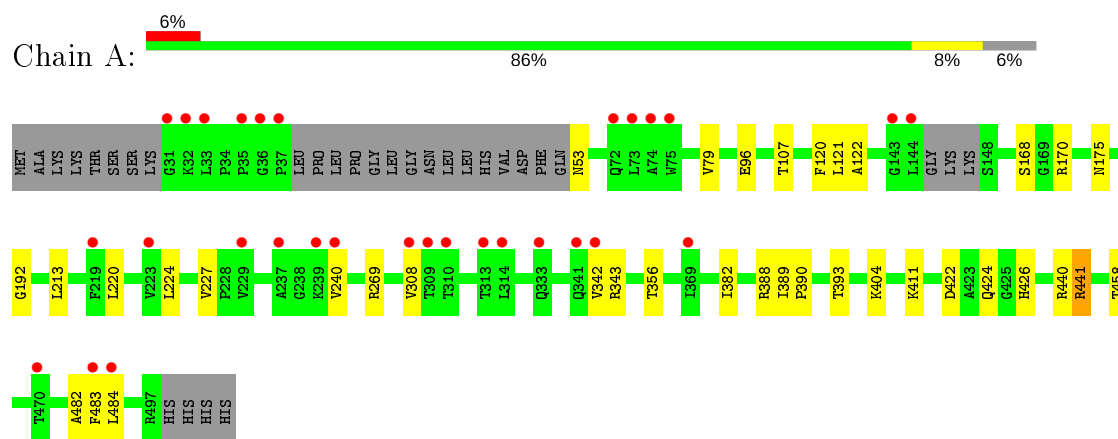 6%
Chain A:
86% 8% 6%
MET ALA LYS LYS THR SER SER LYS G31 K32 L33 P34 P35 G36 P37 LEU PRO LEU PRO GLY LEU GLY ASN LEU LEU HIS VAL ASP PHE GLN N53 Q72 L73 A74 W75 V79 E96 T107 F120 L121 A122 G143 L144 GLY LYS LYS S148 S168 G169 R170 N175
G192 L213 F219 L220 V223 L224 V227 P228 V229 A237 G238 K239 V240 R269 V308 T309 T310 T313 L314 Q333 Q341 V342 R343 T356 I369 I382 R388 I389 P390 T393 K404 K411 D422 A423 Q424 G425 H426 R440 R441 T458
T470 A482 F483 L484 R497 HIS HIS HIS HIS